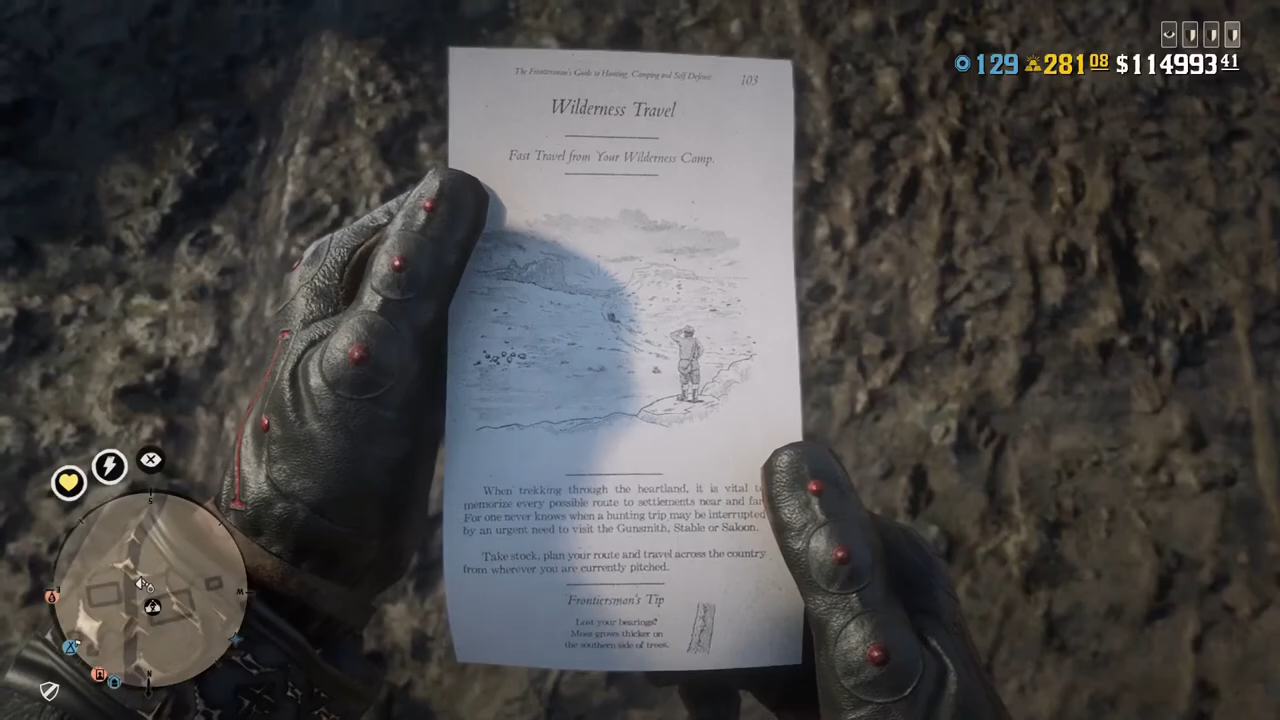 129 281 08 $114993 41
The Frontiersman's Guide to Hunting, Camping and Self Defense
103
Wilderness Travel
Fast Travel from Your Wilderness Camp.
When trekking through the heartland, it is vital to
memorize every possible route to settlements near and far.
For one never knows when a hunting trip may be interrupted
by an urgent need to visit the Gunsmith, Stable or Saloon.
Take stock, plan your route and travel across the country
from wherever you are currently pitched.
Frontiersman's Tip
Lost your bearings?
Moss grows thicker on
the southern side of trees.
S
N